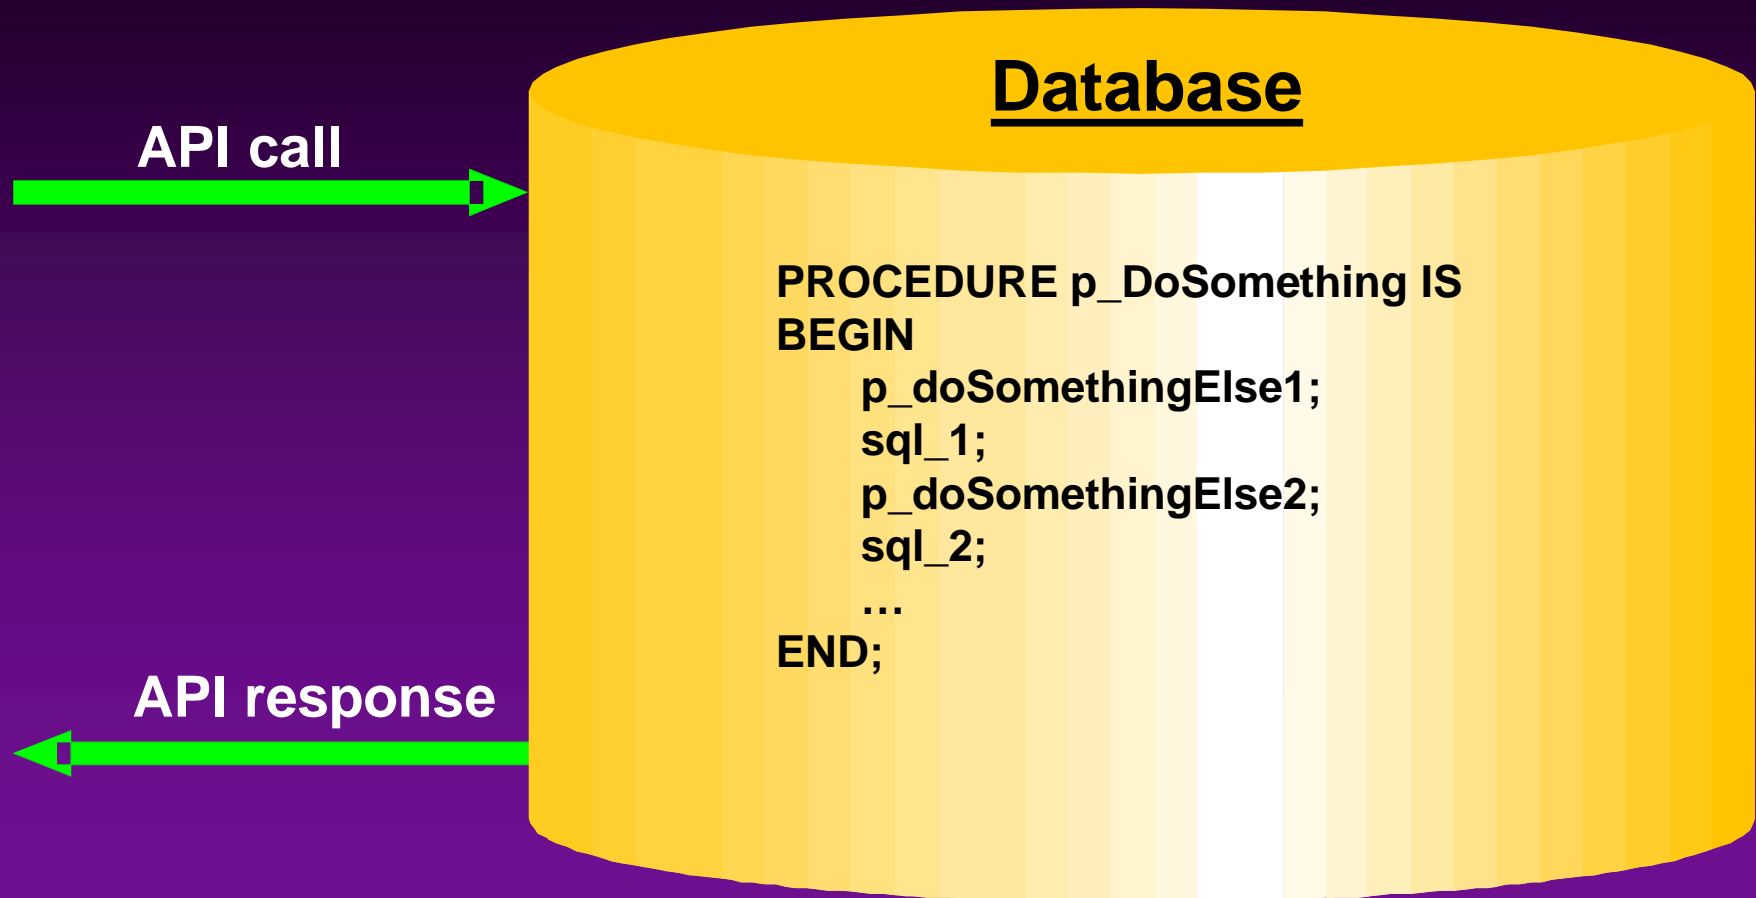 Database
API call
PROCEDURE p_DoSomething IS
BEGIN
p_doSomethingElse1;
sql_1;
p_doSomethingElse2;
sql_2;
…
END;
API response